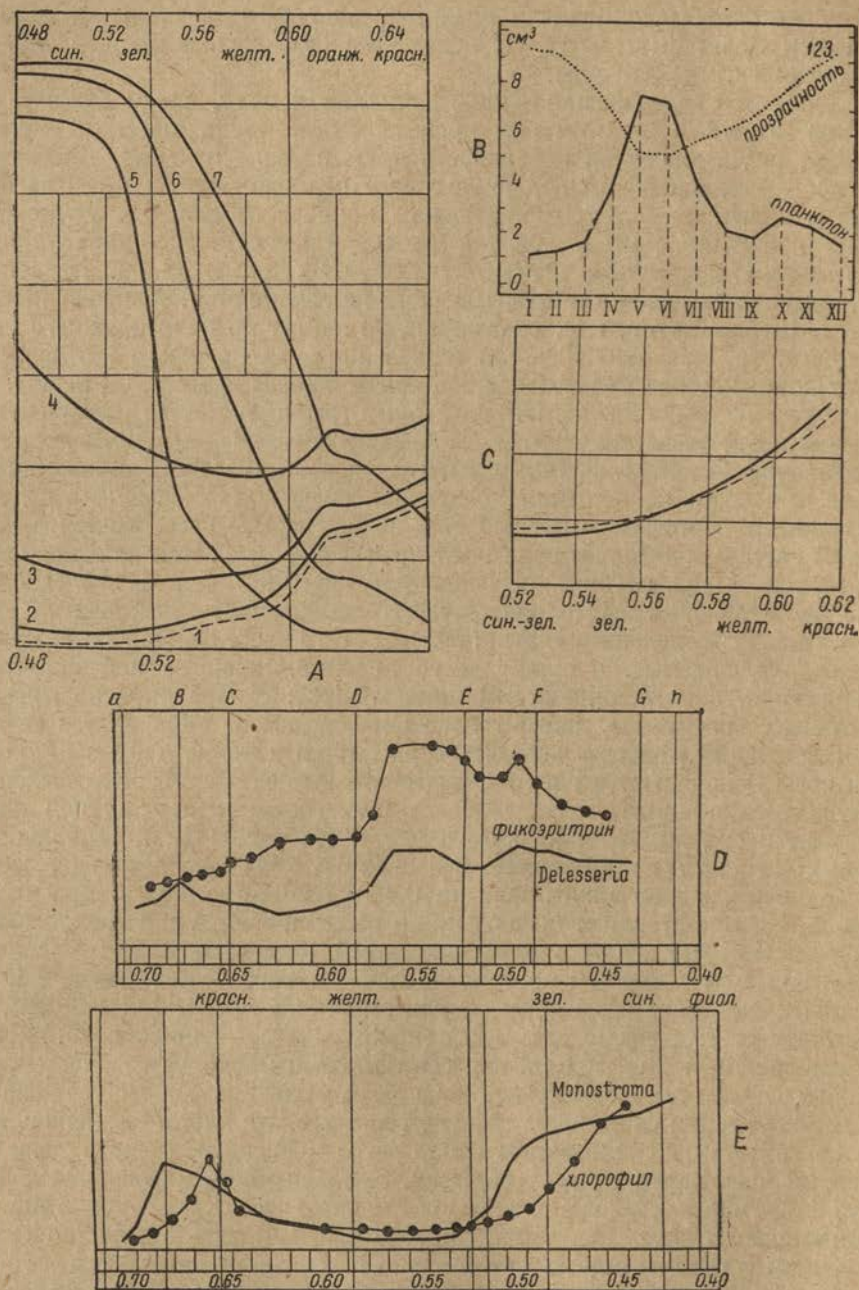 0.48 0.52 0.56 0.60 0.64
син. зел. желт. оранж. красн.
5 6 7
4
3
2
1
0.48 0.52
A
см³
8
6
4
2
0
B
123.
прозрачность
планктон
I II III IV V VI VII VIII IX X XI XII
C
0.52 0.54 0.56 0.58 0.60 0.62
син.-зел. зел. желт. красн.
a B C D E F G h
фикоэритрин
Delesseria
D
0.70 0.65 0.60 0.55 0.50 0.45 0.40
красн. желт. зел. син. фиол.
Monostroma
хлорофил
E
0.70 0.65 0.60 0.55 0.50 0.45 0.40